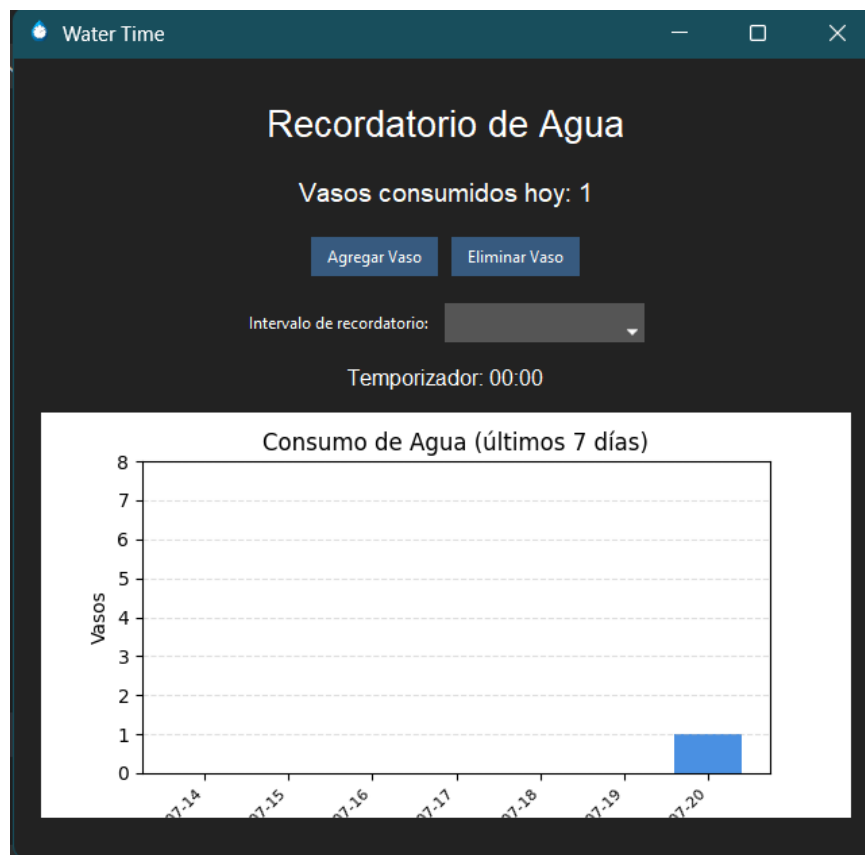 Water Time
Recordatorio de Agua
Vasos consumidos hoy: 1
Agregar Vaso Eliminar Vaso
Intervalo de recordatorio:
Temporizador: 00:00
Consumo de Agua (últimos 7 días)
8
7
6
5
4
3
2
1
0
Vasos
07-14 07-15 07-16 07-17 07-18 07-19 07-20